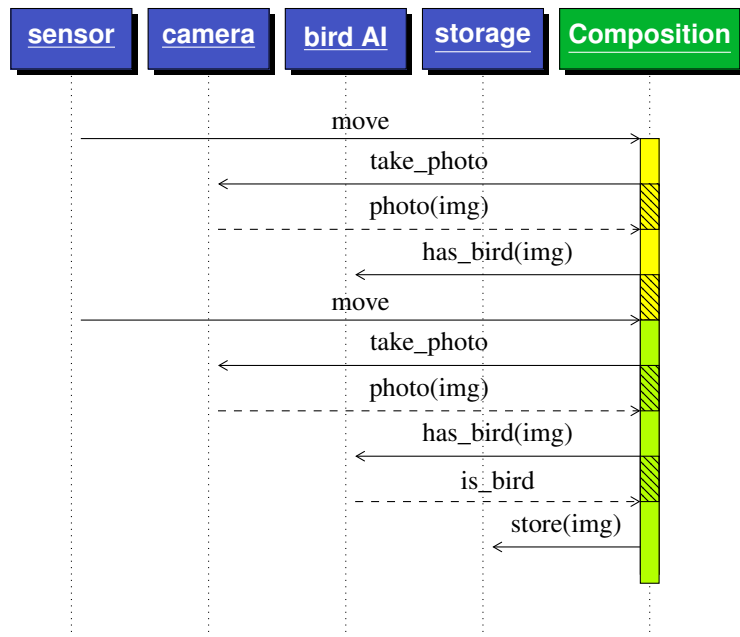 sensor
camera
bird AI
storage
Composition
move
take_photo
photo(img)
has_bird(img)
move
take_photo
photo(img)
has_bird(img)
is_bird
store(img)